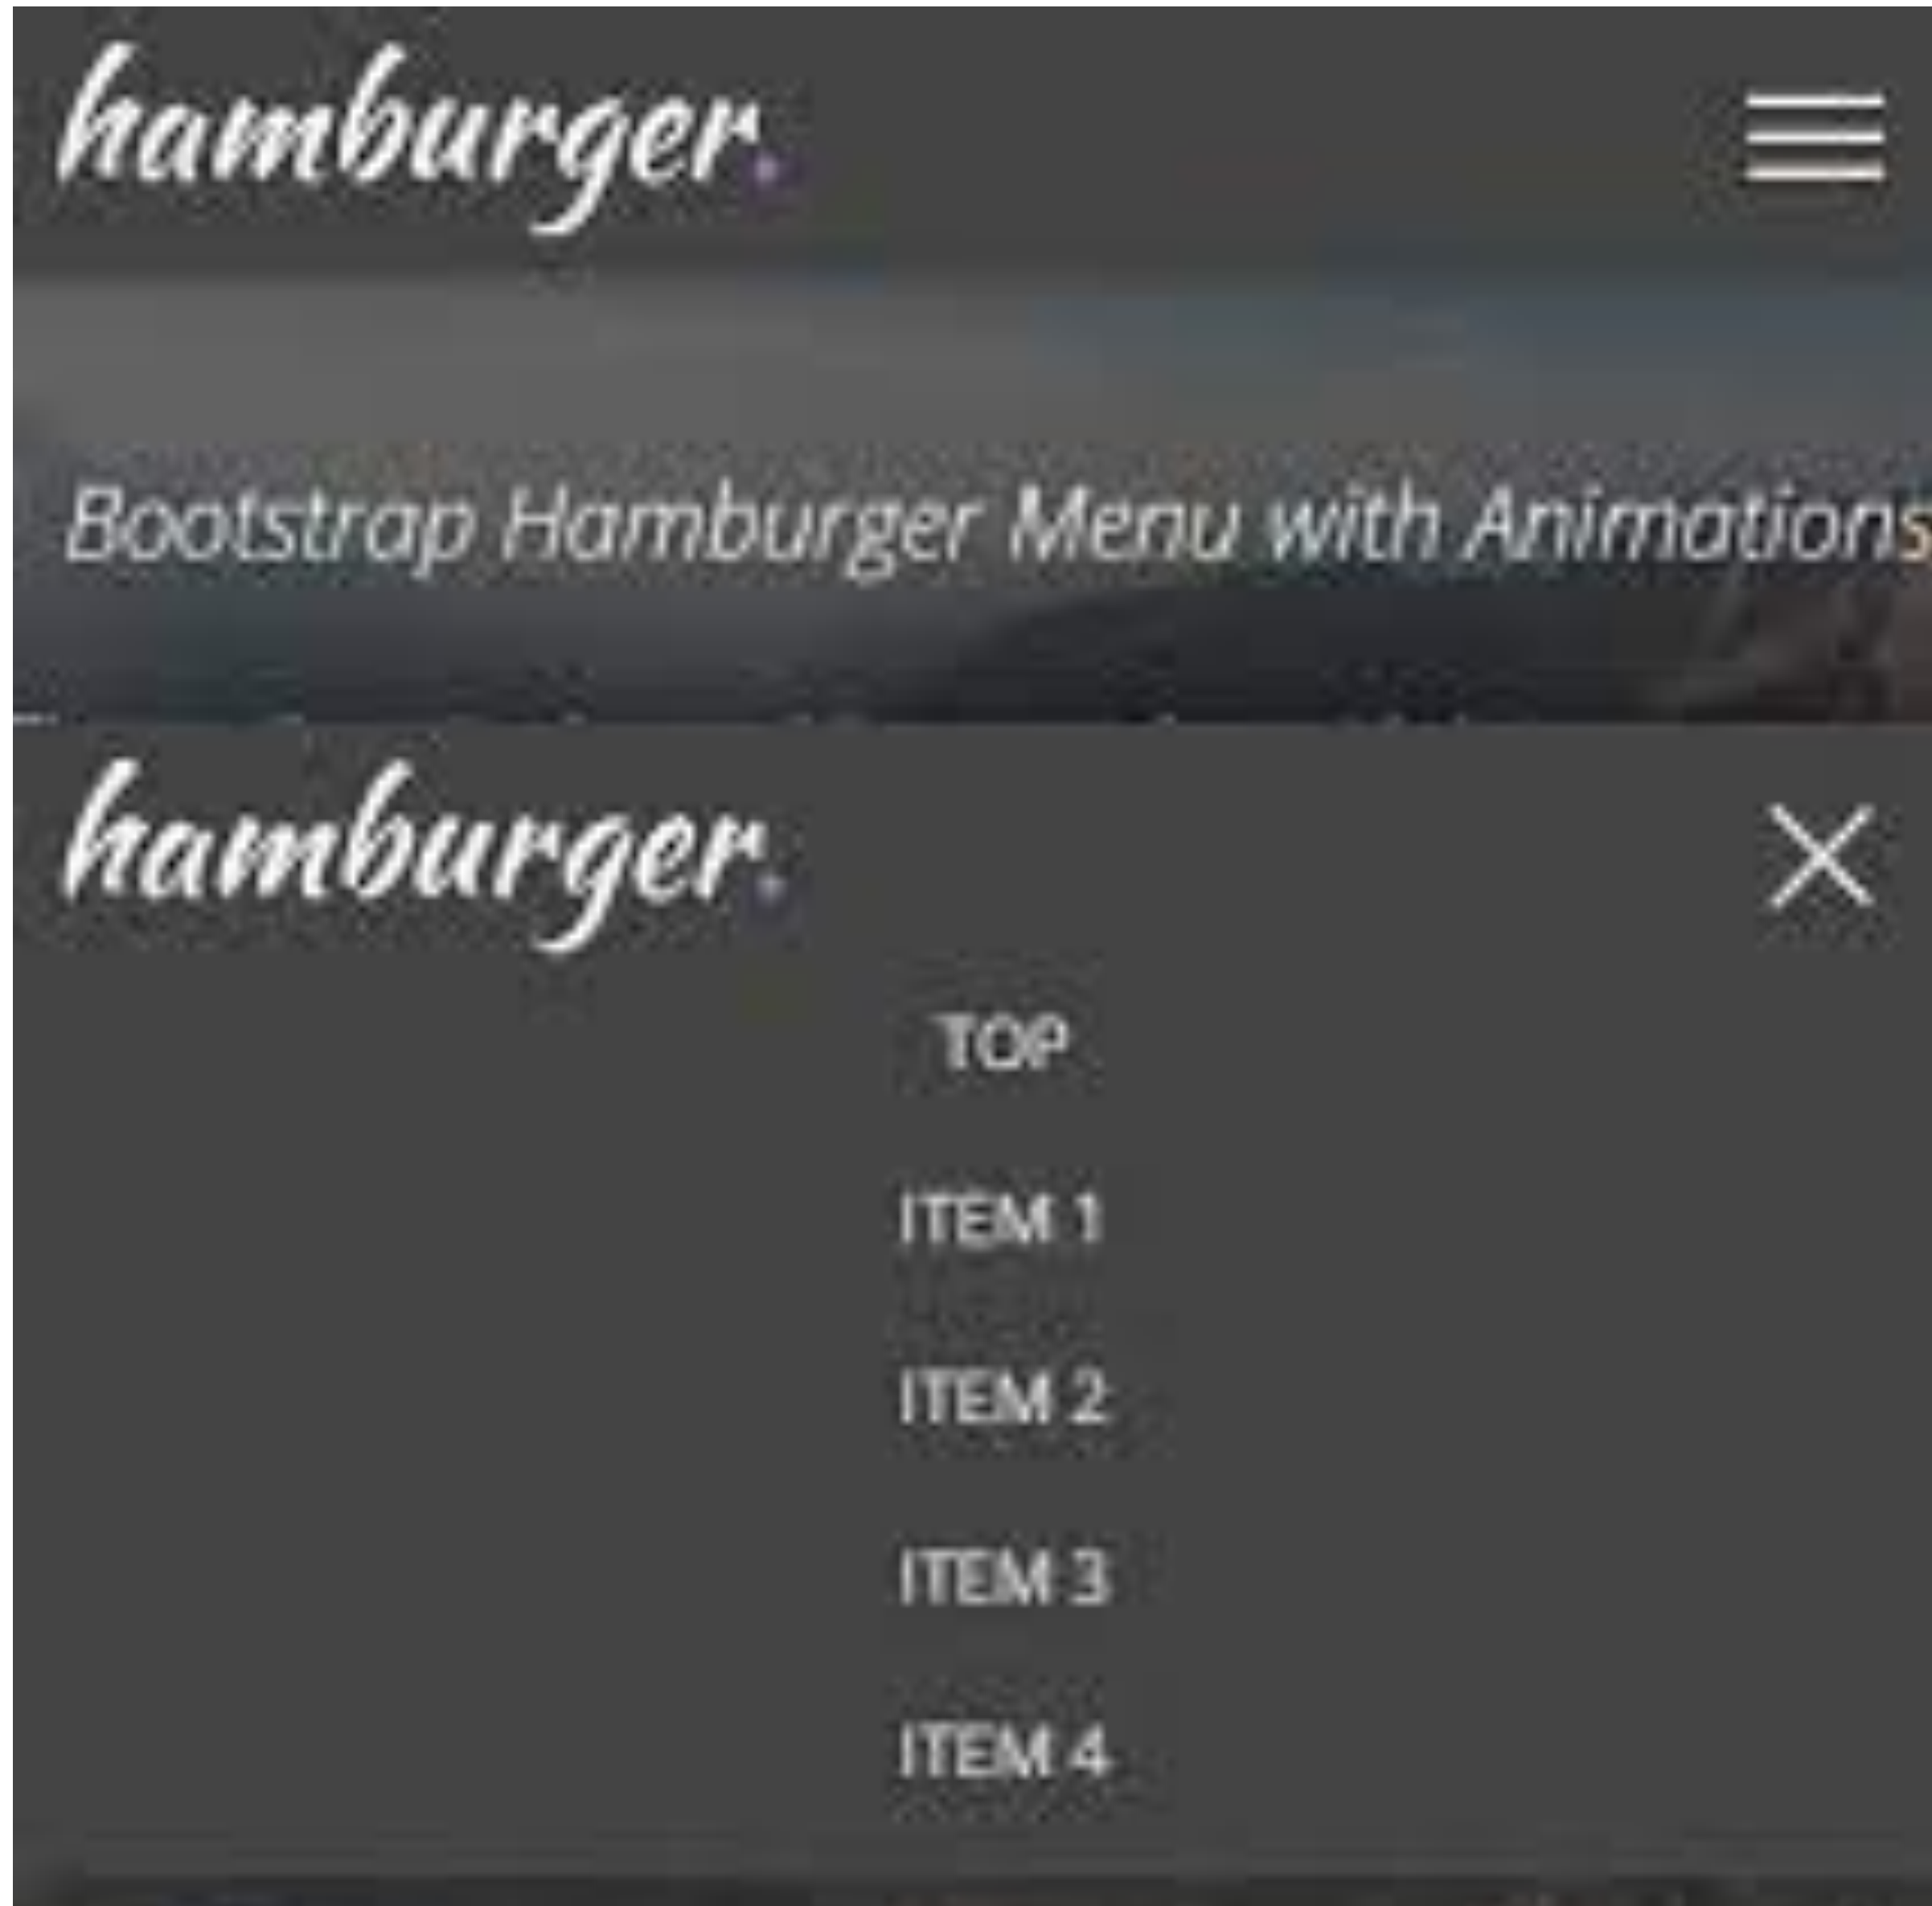 hamburger.
Bootstrap Hamburger Menu with Animations
hamburger.
TOP
ITEM 1
ITEM 2
ITEM 3
ITEM 4